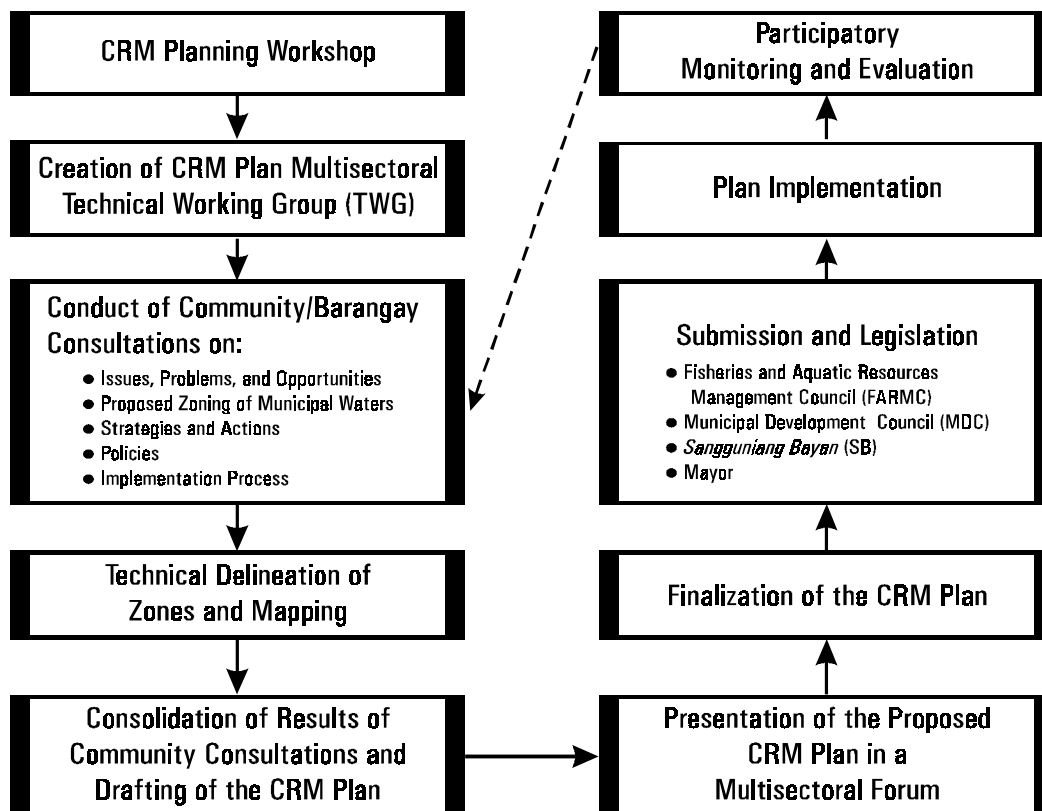 CRM Planning Workshop
Creation of CRM Plan Multisectoral
Technical Working Group (TWG)
Conduct of Community/Barangay
Consultations on:
● Issues, Problems, and Opportunities
● Proposed Zoning of Municipal Waters
● Strategies and Actions
● Policies
● Implementation Process
Technical Delineation of
Zones and Mapping
Consolidation of Results of
Community Consultations and
Drafting of the CRM Plan
Presentation of the Proposed
CRM Plan in a
Multisectoral Forum
Finalization of the CRM Plan
Submission and Legislation
● Fisheries and Aquatic Resources
Management Council (FARMC)
● Municipal Development Council (MDC)
● Sangguniang Bayan (SB)
● Mayor
Plan Implementation
Participatory
Monitoring and Evaluation